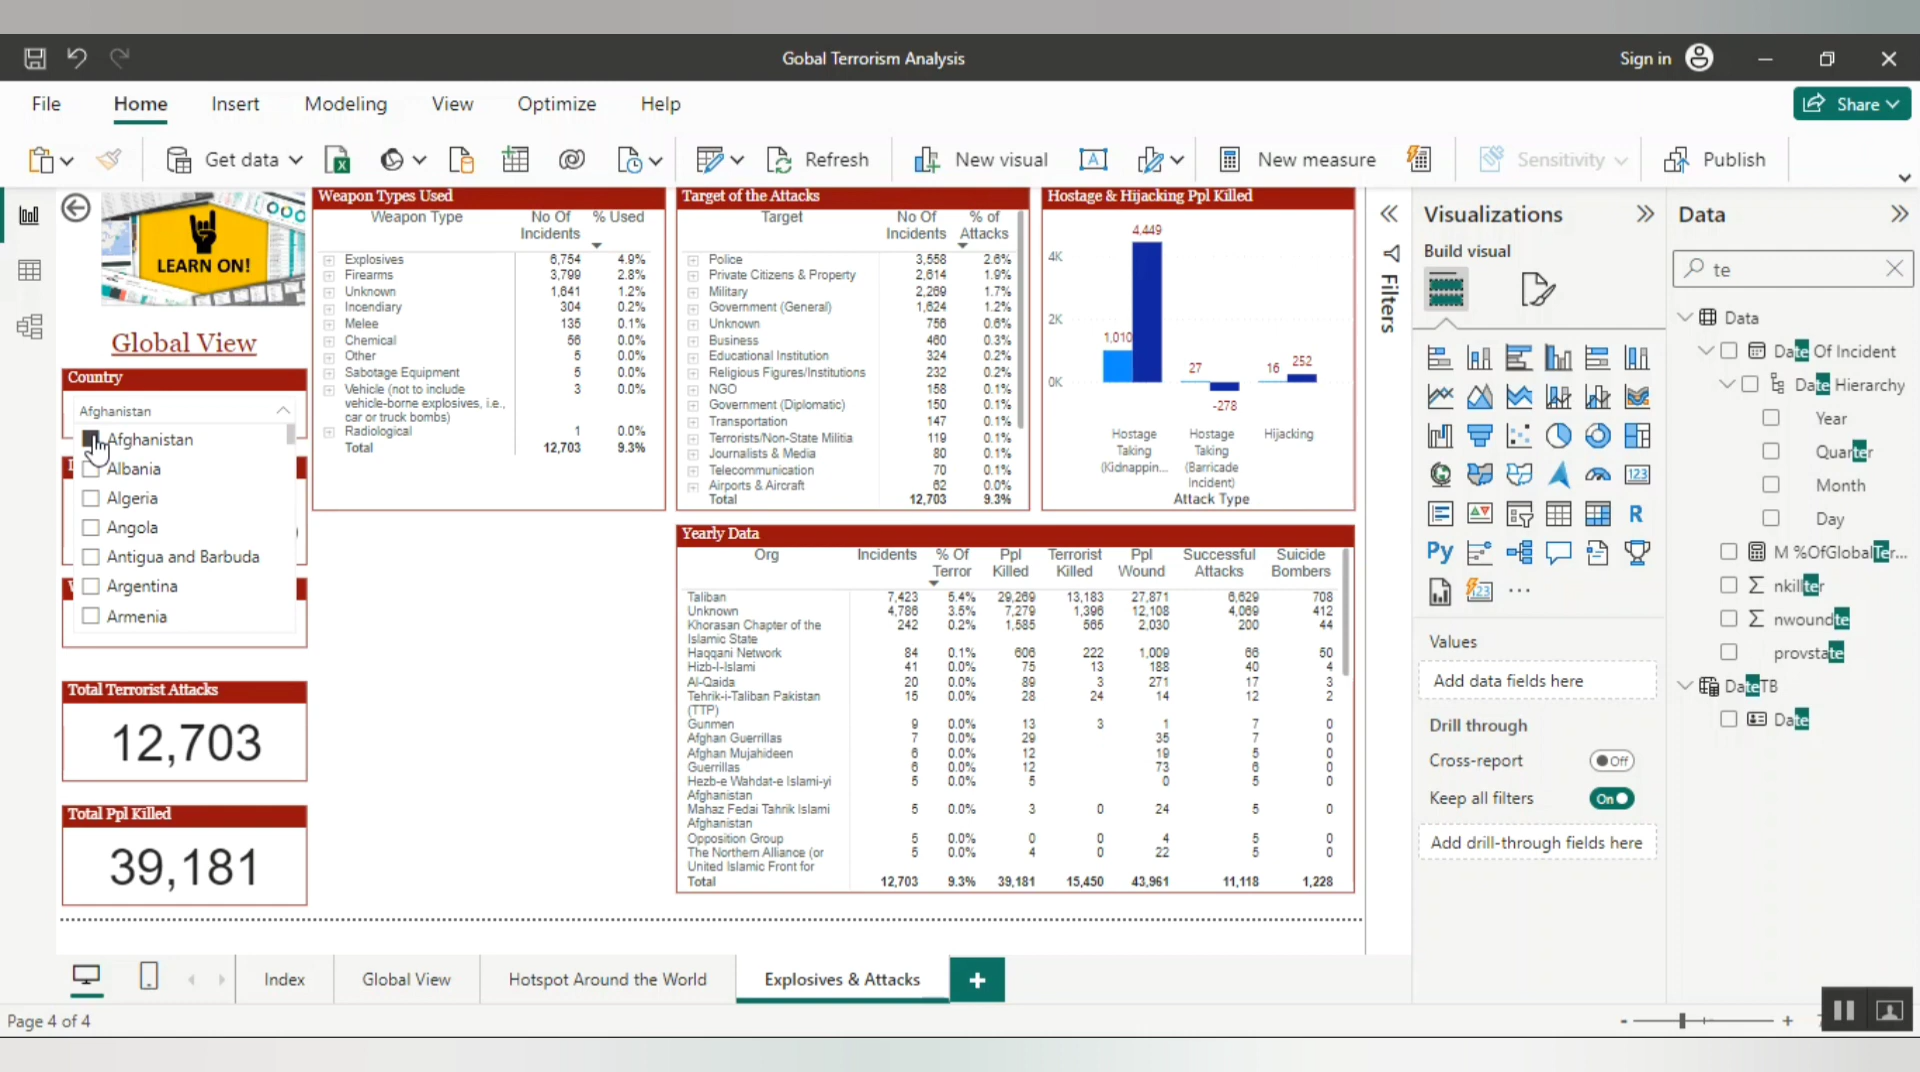 Gobal Terrorism Analysis
Sign in
File
Home
Insert
Modeling
View
Optimize
Help
Share
Get data
Refresh
New visual
New measure
Sensitivity
Publish
LEARN ON!
Global View
Country
Afghanistan
Afghanistan
Albania
Algeria
Angola
Antigua and Barbuda
Argentina
Armenia
Total Terrorist Attacks
12,703
Total Ppl Killed
39,181
Weapon Types Used
Weapon Type No Of Incidents % Used
Explosives 6,754 4.9%
Firearms 3,799 2.8%
Unknown 1,641 1.2%
Incendiary 304 0.2%
Melee 135 0.1%
Chemical 56 0.0%
Other 5 0.0%
Sabotage Equipment 5 0.0%
Vehicle (not to include 3 0.0%
vehicle-borne explosives, i.e.,
car or truck bombs)
Radiological 1 0.0%
Total 12,703 9.3%
Target of the Attacks
Target No Of Incidents % of Attacks
Police 3,558 2.6%
Private Citizens & Property 2,614 1.9%
Military 2,269 1.7%
Government (General) 1,624 1.2%
Unknown 756 0.6%
Business 460 0.3%
Educational Institution 324 0.2%
Religious Figures/Institutions 232 0.2%
NGO 158 0.1%
Government (Diplomatic) 150 0.1%
Transportation 147 0.1%
Terrorists/Non-State Militia 119 0.1%
Journalists & Media 80 0.1%
Telecommunication 70 0.1%
Airports & Aircraft 62 0.0%
Total 12,703 9.3%
Hostage & Hijacking Ppl Killed
4K
2K
0K
1,010
4,449
27
-278
16
252
Hostage
Taking
(Kidnappin...
Hostage
Taking
(Barricade
Incident)
Hijacking
Attack Type
Yearly Data
Org Incidents % Of Terror Ppl Killed Terrorist Killed Ppl Wound Successful Attacks Suicide Bombers
Taliban 7,423 5.4% 29,269 13,183 27,871 6,629 708
Unknown 4,786 3.5% 7,279 1,396 12,108 4,069 412
Khorasan Chapter of the 242 0.2% 1,585 565 2,030 200 44
Islamic State
Haqqani Network 84 0.1% 606 222 1,009 66 50
Hizb-I-Islami 41 0.0% 75 13 188 40 4
Al-Qaida 20 0.0% 89 3 271 17 3
Tehrik-i-Taliban Pakistan 15 0.0% 28 24 14 12 2
(TTP)
Gunmen 9 0.0% 13 3 1 7 0
Afghan Guerrillas 7 0.0% 29 35 7 0
Afghan Mujahideen 6 0.0% 12 19 5 0
Guerrillas 6 0.0% 12 73 6 0
Hezb-e Wahdat-e Islami-yi 5 0.0% 5 0 5 0
Afghanistan
Mahaz Fedai Tahrik Islami 5 0.0% 3 0 24 5 0
Afghanistan
Opposition Group 5 0.0% 0 0 4 5 0
The Northern Alliance (or 5 0.0% 4 0 22 5 0
United Islamic Front for
Total 12,703 9.3% 39,181 15,450 43,961 11,118 1,228
Filters
Visualizations
Build visual
123
R
Py
123
...
Values
Add data fields here
Drill through
Cross-report
Off
Keep all filters
On
Add drill-through fields here
Data
te
Data
Date Of Incident
Date Hierarchy
Year
Quarter
Month
Day
M %OfGlobalTer...
nkillter
nwoundte
provstate
DateTB
Date
Index
Global View
Hotspot Around the World
Explosives & Attacks
+
Page 4 of 4
- +